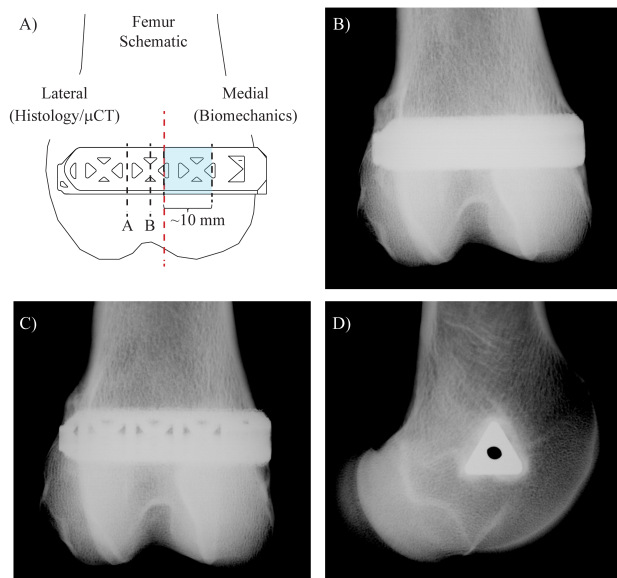 A)
Femur
Schematic
Lateral
(Histology/µCT)
Medial
(Biomechanics)
A
B
~10 mm
B)
C)
D)